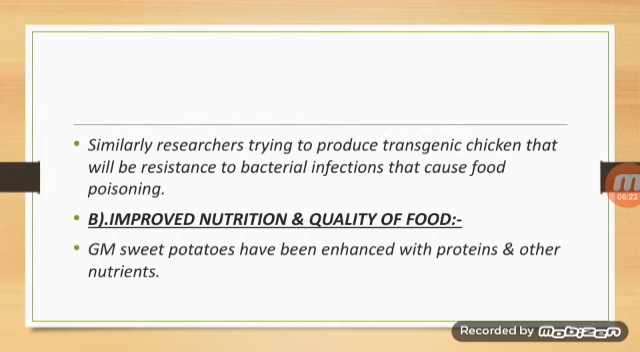 Similarly researchers trying to produce transgenic chicken that
will be resistance to bacterial infections that cause food
poisoning.
B).IMPROVED NUTRITION & QUALITY OF FOOD:-
GM sweet potatoes have been enhanced with proteins & other
nutrients.
06:22
Recorded by mobizen